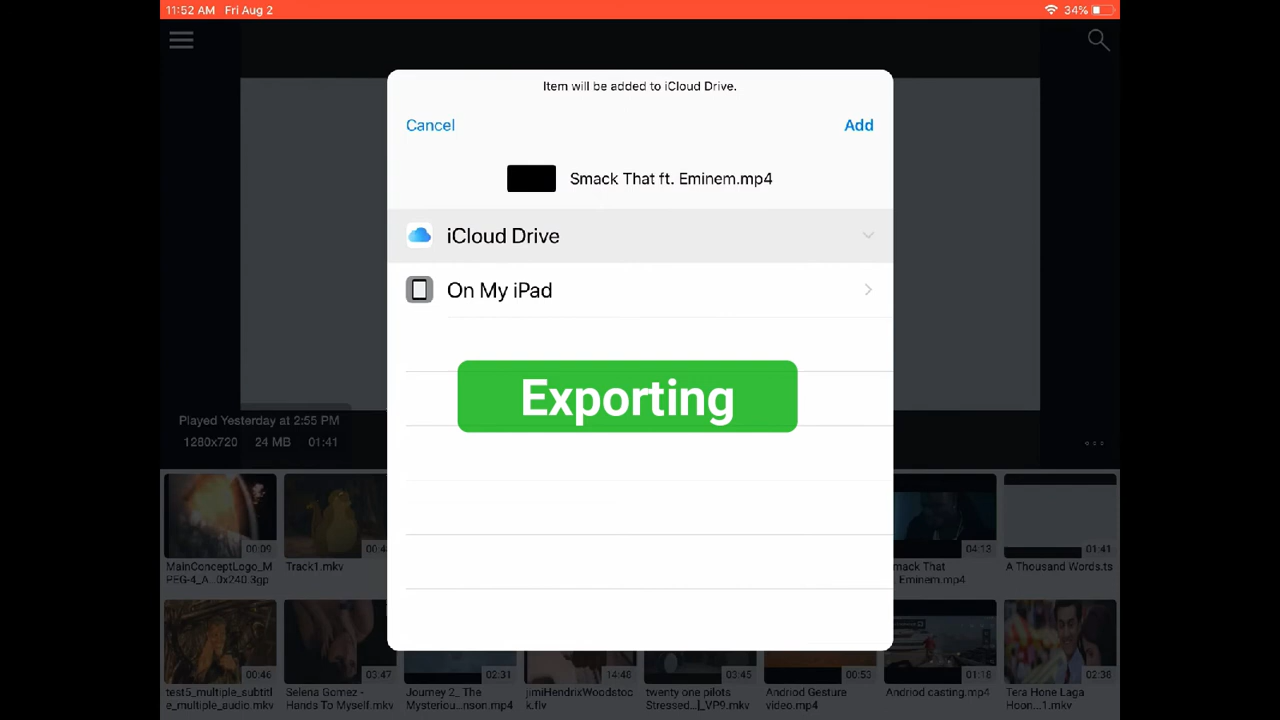 11:52 AM Fri Aug 2
34%
Item will be added to iCloud Drive.
Cancel
Add
Smack That ft. Eminem.mp4
iCloud Drive
On My iPad
Exporting
Played Yesterday at 2:55 PM
1280x720 24 MB 01:41
00:09
04:13
01:41
MainConceptLogo_M
PEG-4_A...0x240.3gp
Track1.mkv
mack That
Eminem.mp4
A Thousand Words.ts
00:46
03:47
02:31
14:48
03:45
00:53
01:18
02:38
test5_multiple_subtitl
e_multiple_audio.mkv
Selena Gomez -
Hands To Myself.mkv
Journey 2_ The
Mysteriou...nson.mp4
jimiHendrixWoodstoc
k.flv
twenty one pilots
Stressed...]_VP9.mkv
Andriod Gesture
video.mp4
Andriod casting.mp4
Tera Hone Laga
Hoon...1.mkv